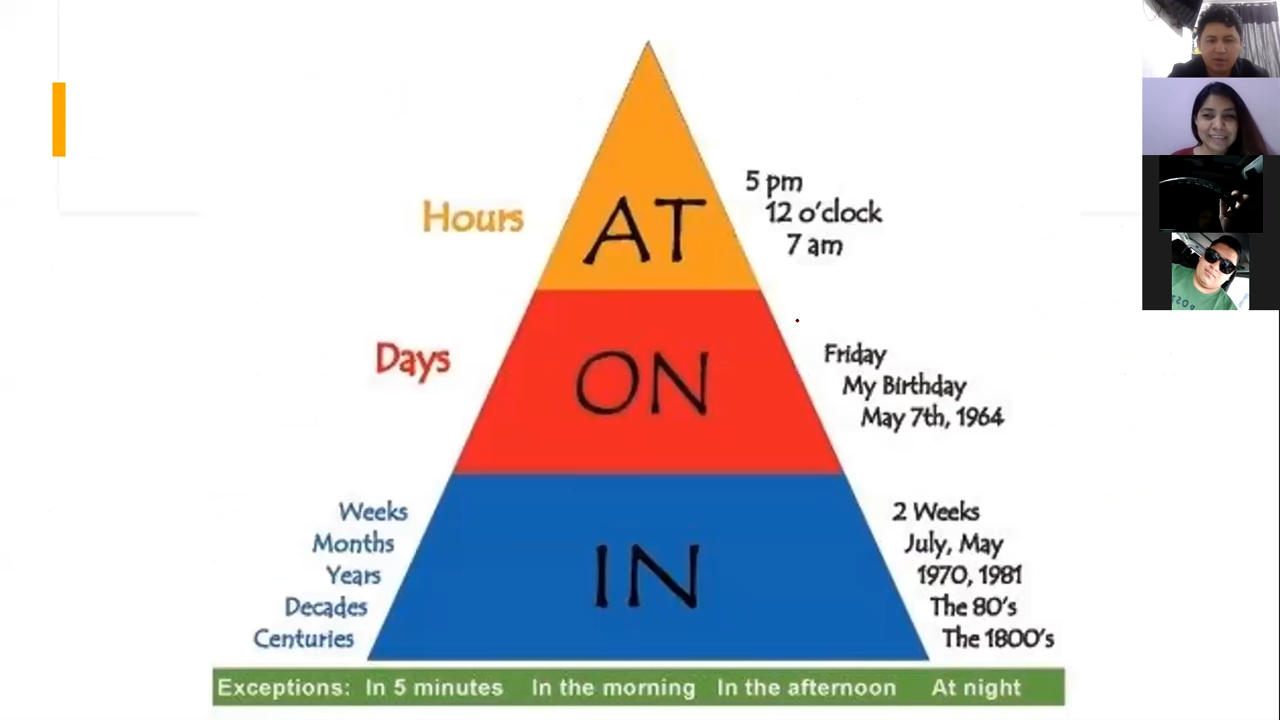 Hours
AT
5 pm
12 o'clock
7 am
Days
ON
Friday
My Birthday
May 7th, 1964
Weeks
Months
Years
Decades
Centuries
IN
2 Weeks
July, May
1970, 1981
The 80's
The 1800's
Exceptions: In 5 minutes In the morning In the afternoon At night